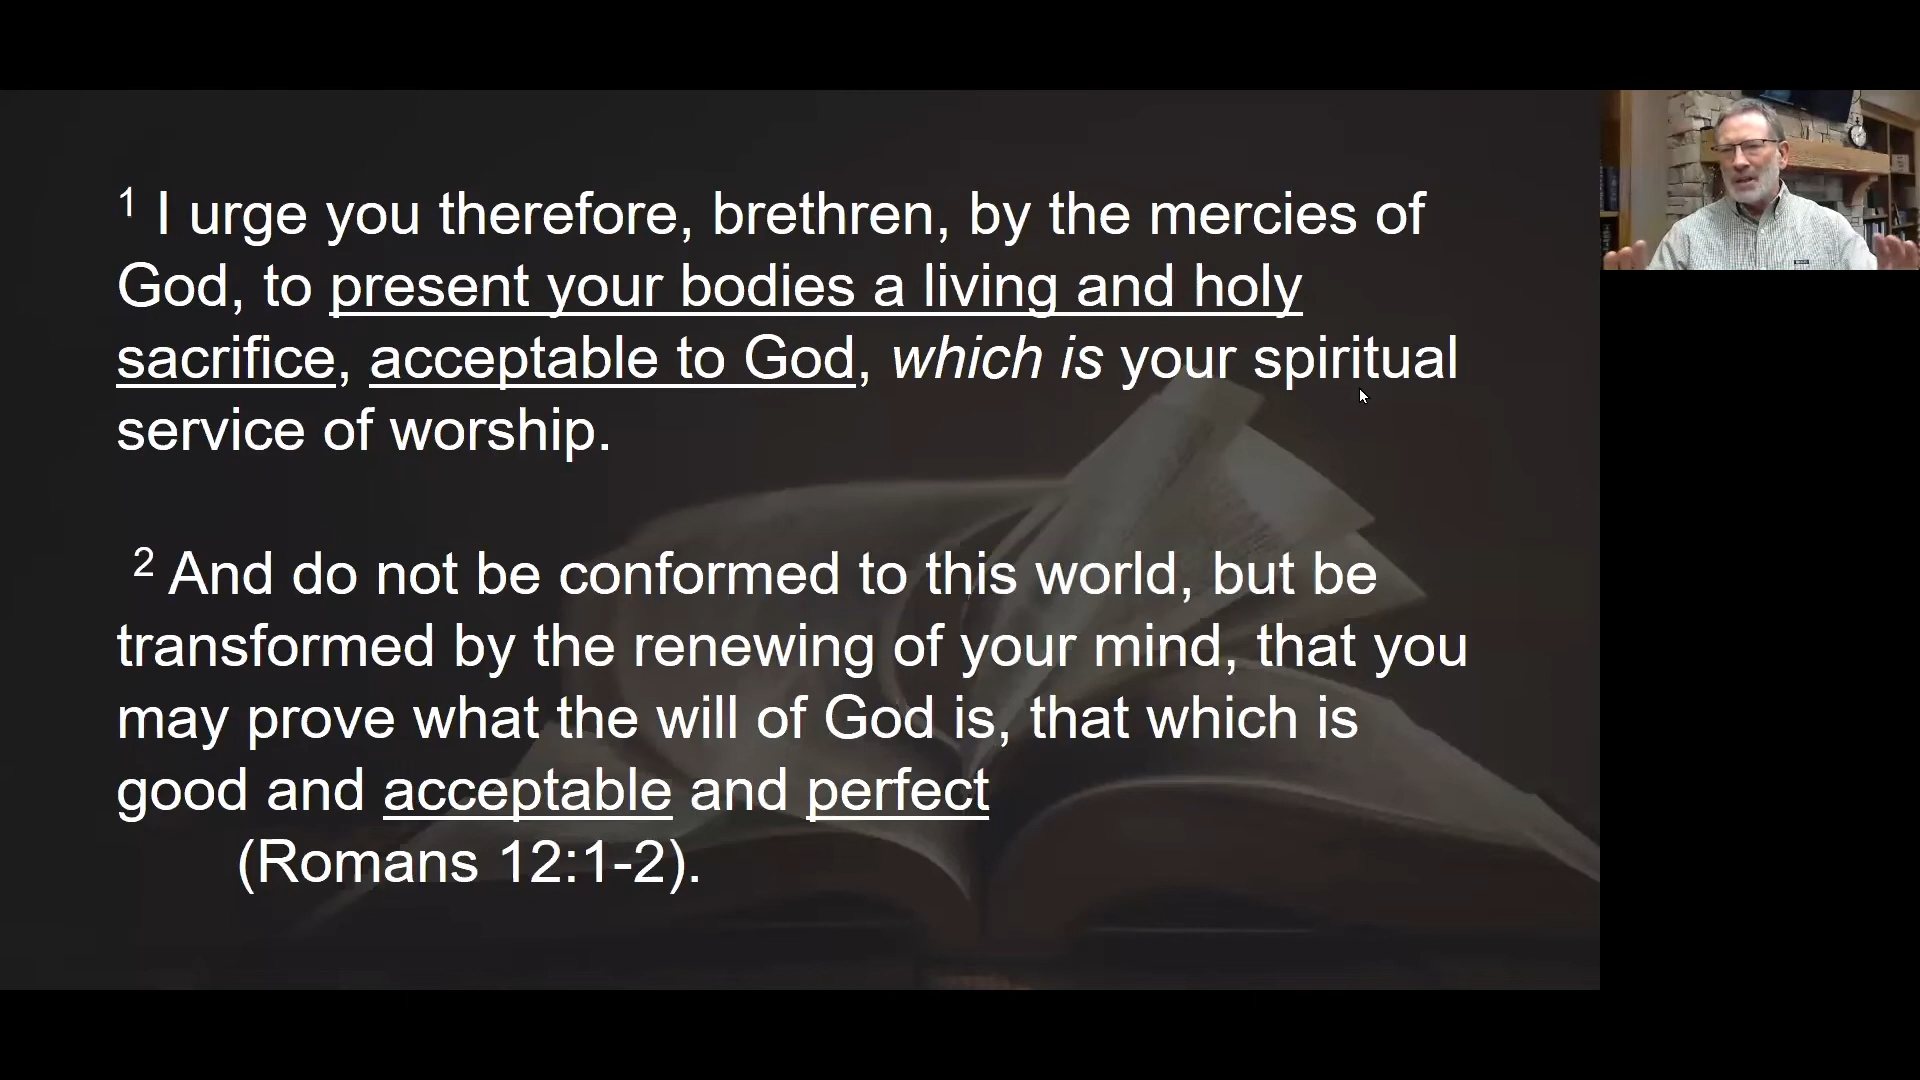 1 I urge you therefore, brethren, by the mercies of
God, to present your bodies a living and holy
sacrifice, acceptable to God, which is your spiritual
service of worship.
2 And do not be conformed to this world, but be
transformed by the renewing of your mind, that you
may prove what the will of God is, that which is
good and acceptable and perfect
(Romans 12:1-2).